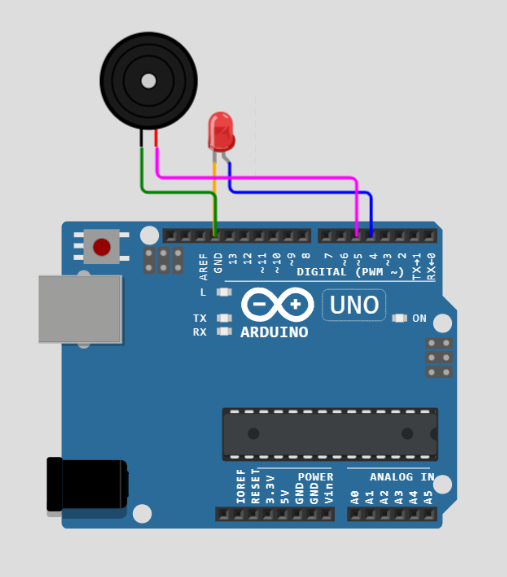 AREF
GND
13
12
~11
~10
~9
8
7
~6
~5
4
~3
2
TX→1
RX←0
DIGITAL (PWM ~)
L
TX
RX
ARDUINO
UNO
ON
POWER
ANALOG IN
IOREF
RESET
3.3V
5V
GND
GND
Vin
A0
A1
A2
A3
A4
A5